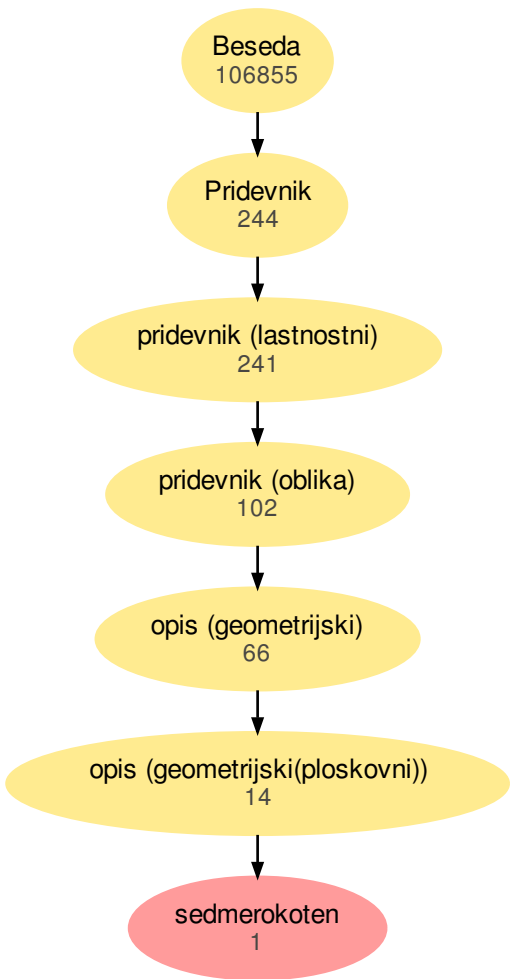 Beseda
106855
Pridevnik
244
pridevnik (lastnostni)
241
pridevnik (oblika)
102
opis (geometrijski)
66
opis (geometrijski(ploskovni))
14
sedmerokoten
1